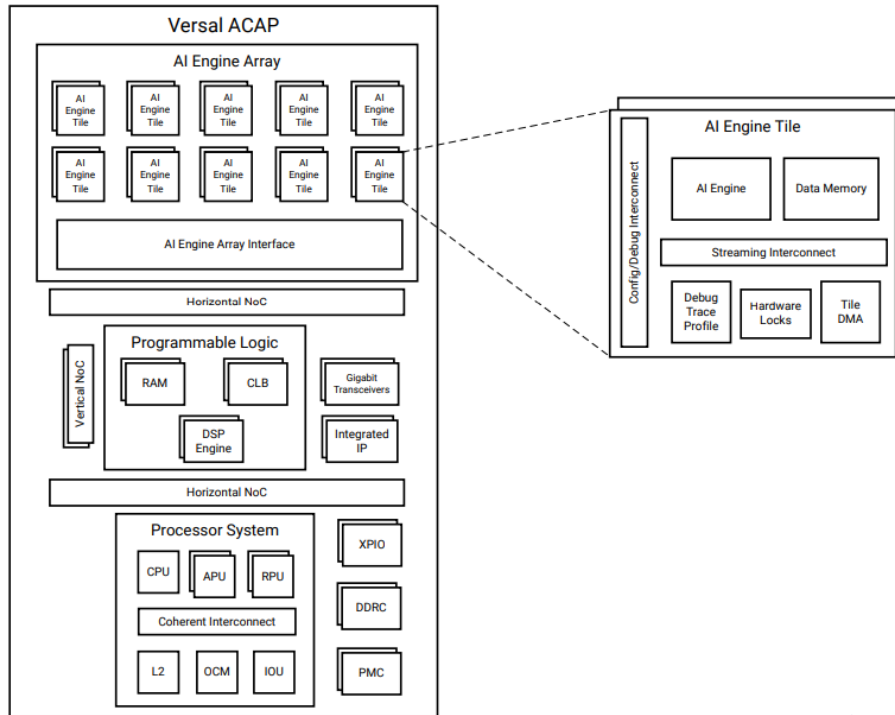 Versal ACAP
AI Engine Array
AI
Engine
Tile
AI
Engine
Tile
AI
Engine
Tile
AI
Engine
Tile
AI
Engine
Tile
AI
Engine
Tile
AI
Engine
Tile
AI
Engine
Tile
AI
Engine
Tile
AI
Engine
Tile
AI Engine Array Interface
Horizontal NoC
Vertical NoC
Programmable Logic
RAM
CLB
DSP
Engine
Gigabit
Transceivers
Integrated
IP
Horizontal NoC
Processor System
CPU
APU
RPU
Coherent Interconnect
L2
OCM
IOU
XPIO
DDRC
PMC
AI Engine Tile
Config/Debug Interconnect
AI Engine
Data Memory
Streaming Interconnect
Debug
Trace
Profile
Hardware
Locks
Tile
DMA